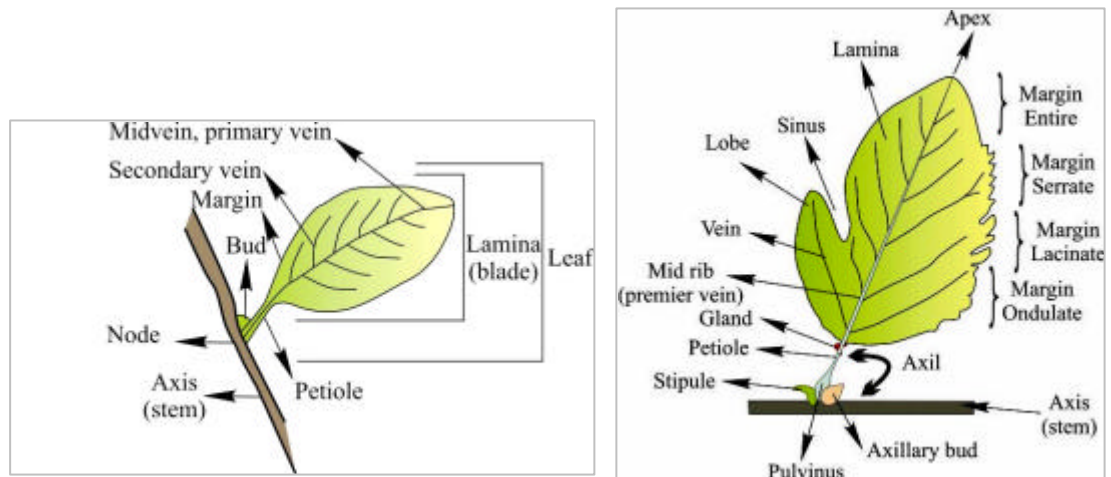 Midvein, primary vein
Secondary vein
Margin
Bud
Lamina
(blade)
Leaf
Node
Axis
(stem)
Petiole
Apex
Lamina
Sinus
Lobe
Vein
Mid rib
(premier vein)
Gland
Petiole
Stipule
Pulvinus
Axillary bud
Axil
Axis
(stem)
Margin
Entire
Margin
Serrate
Margin
Lacinate
Margin
Ondulate